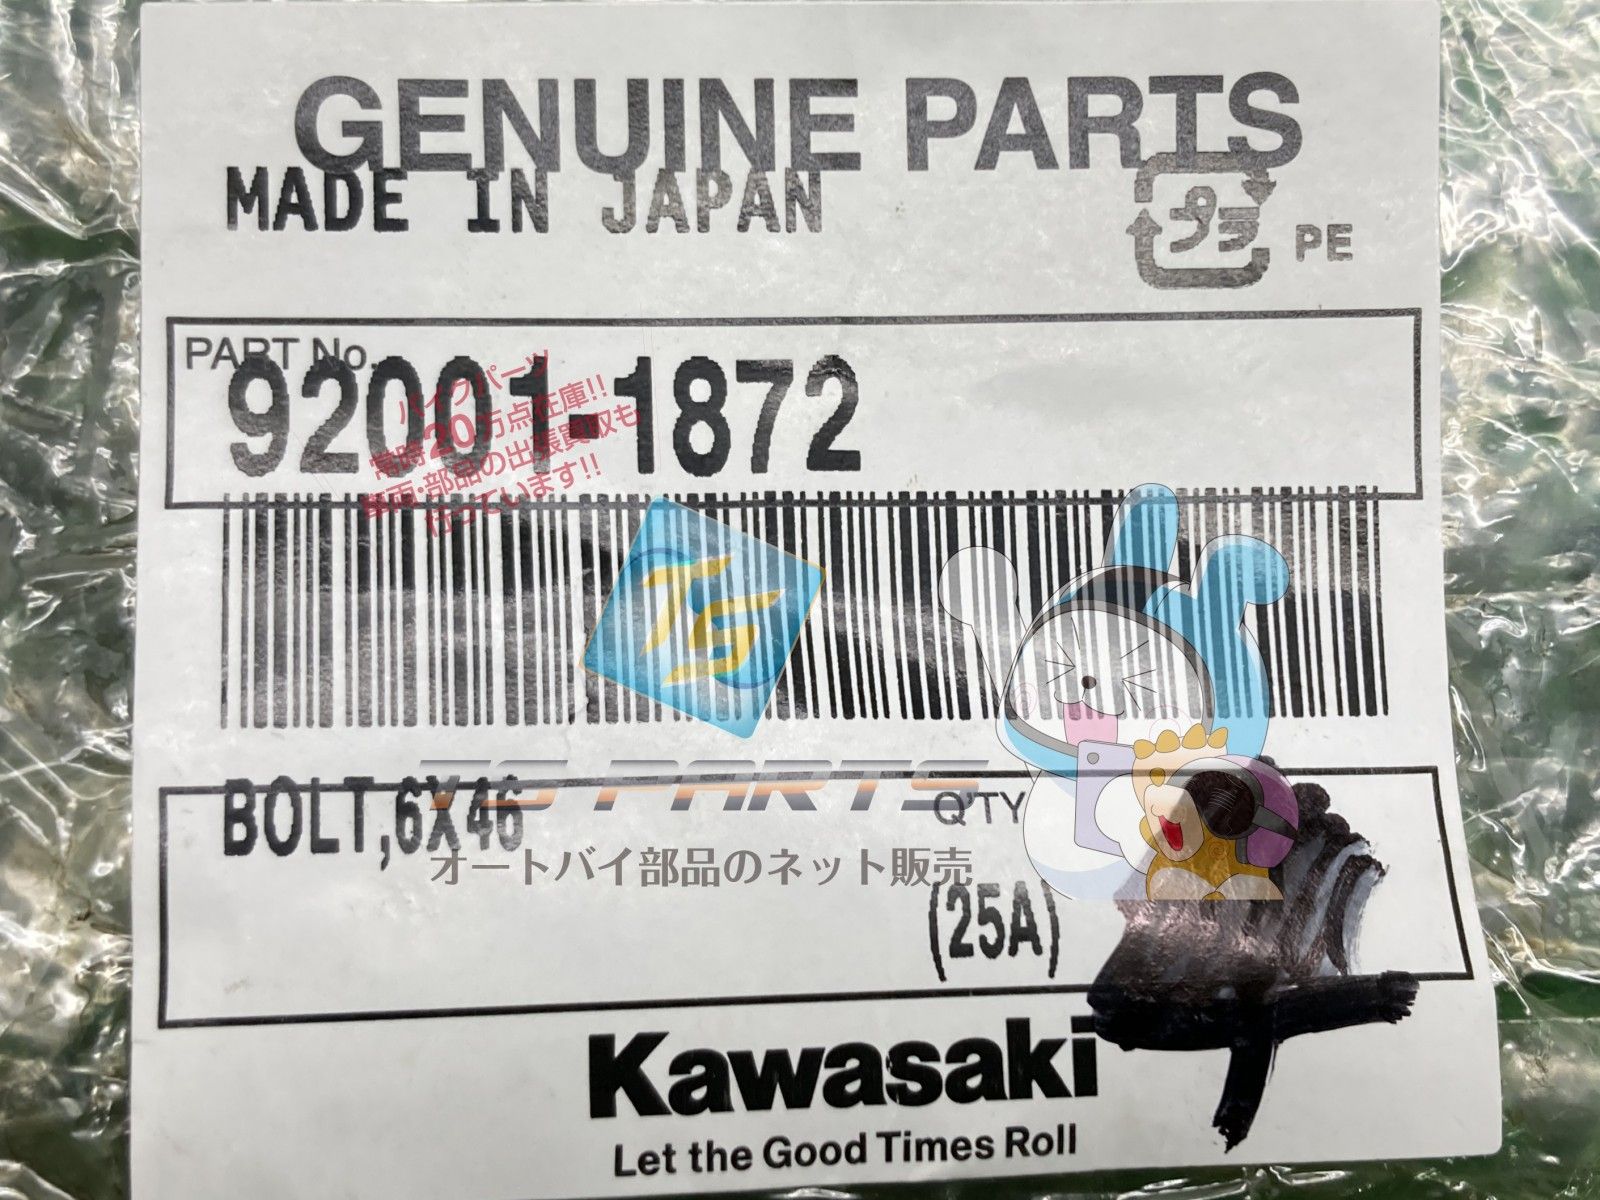 GENUINE PARTS
MADE IN JAPAN
プラ PE
PART No.
92001-1872
バイクパーツ
常時20万点在庫!!
車両・部品の出張買取も
行っています!!
TS
TS PARTS
BOLT,6X46
Q'TY
オートバイ部品のネット販売
(25A)
Kawasaki
Let the Good Times Roll